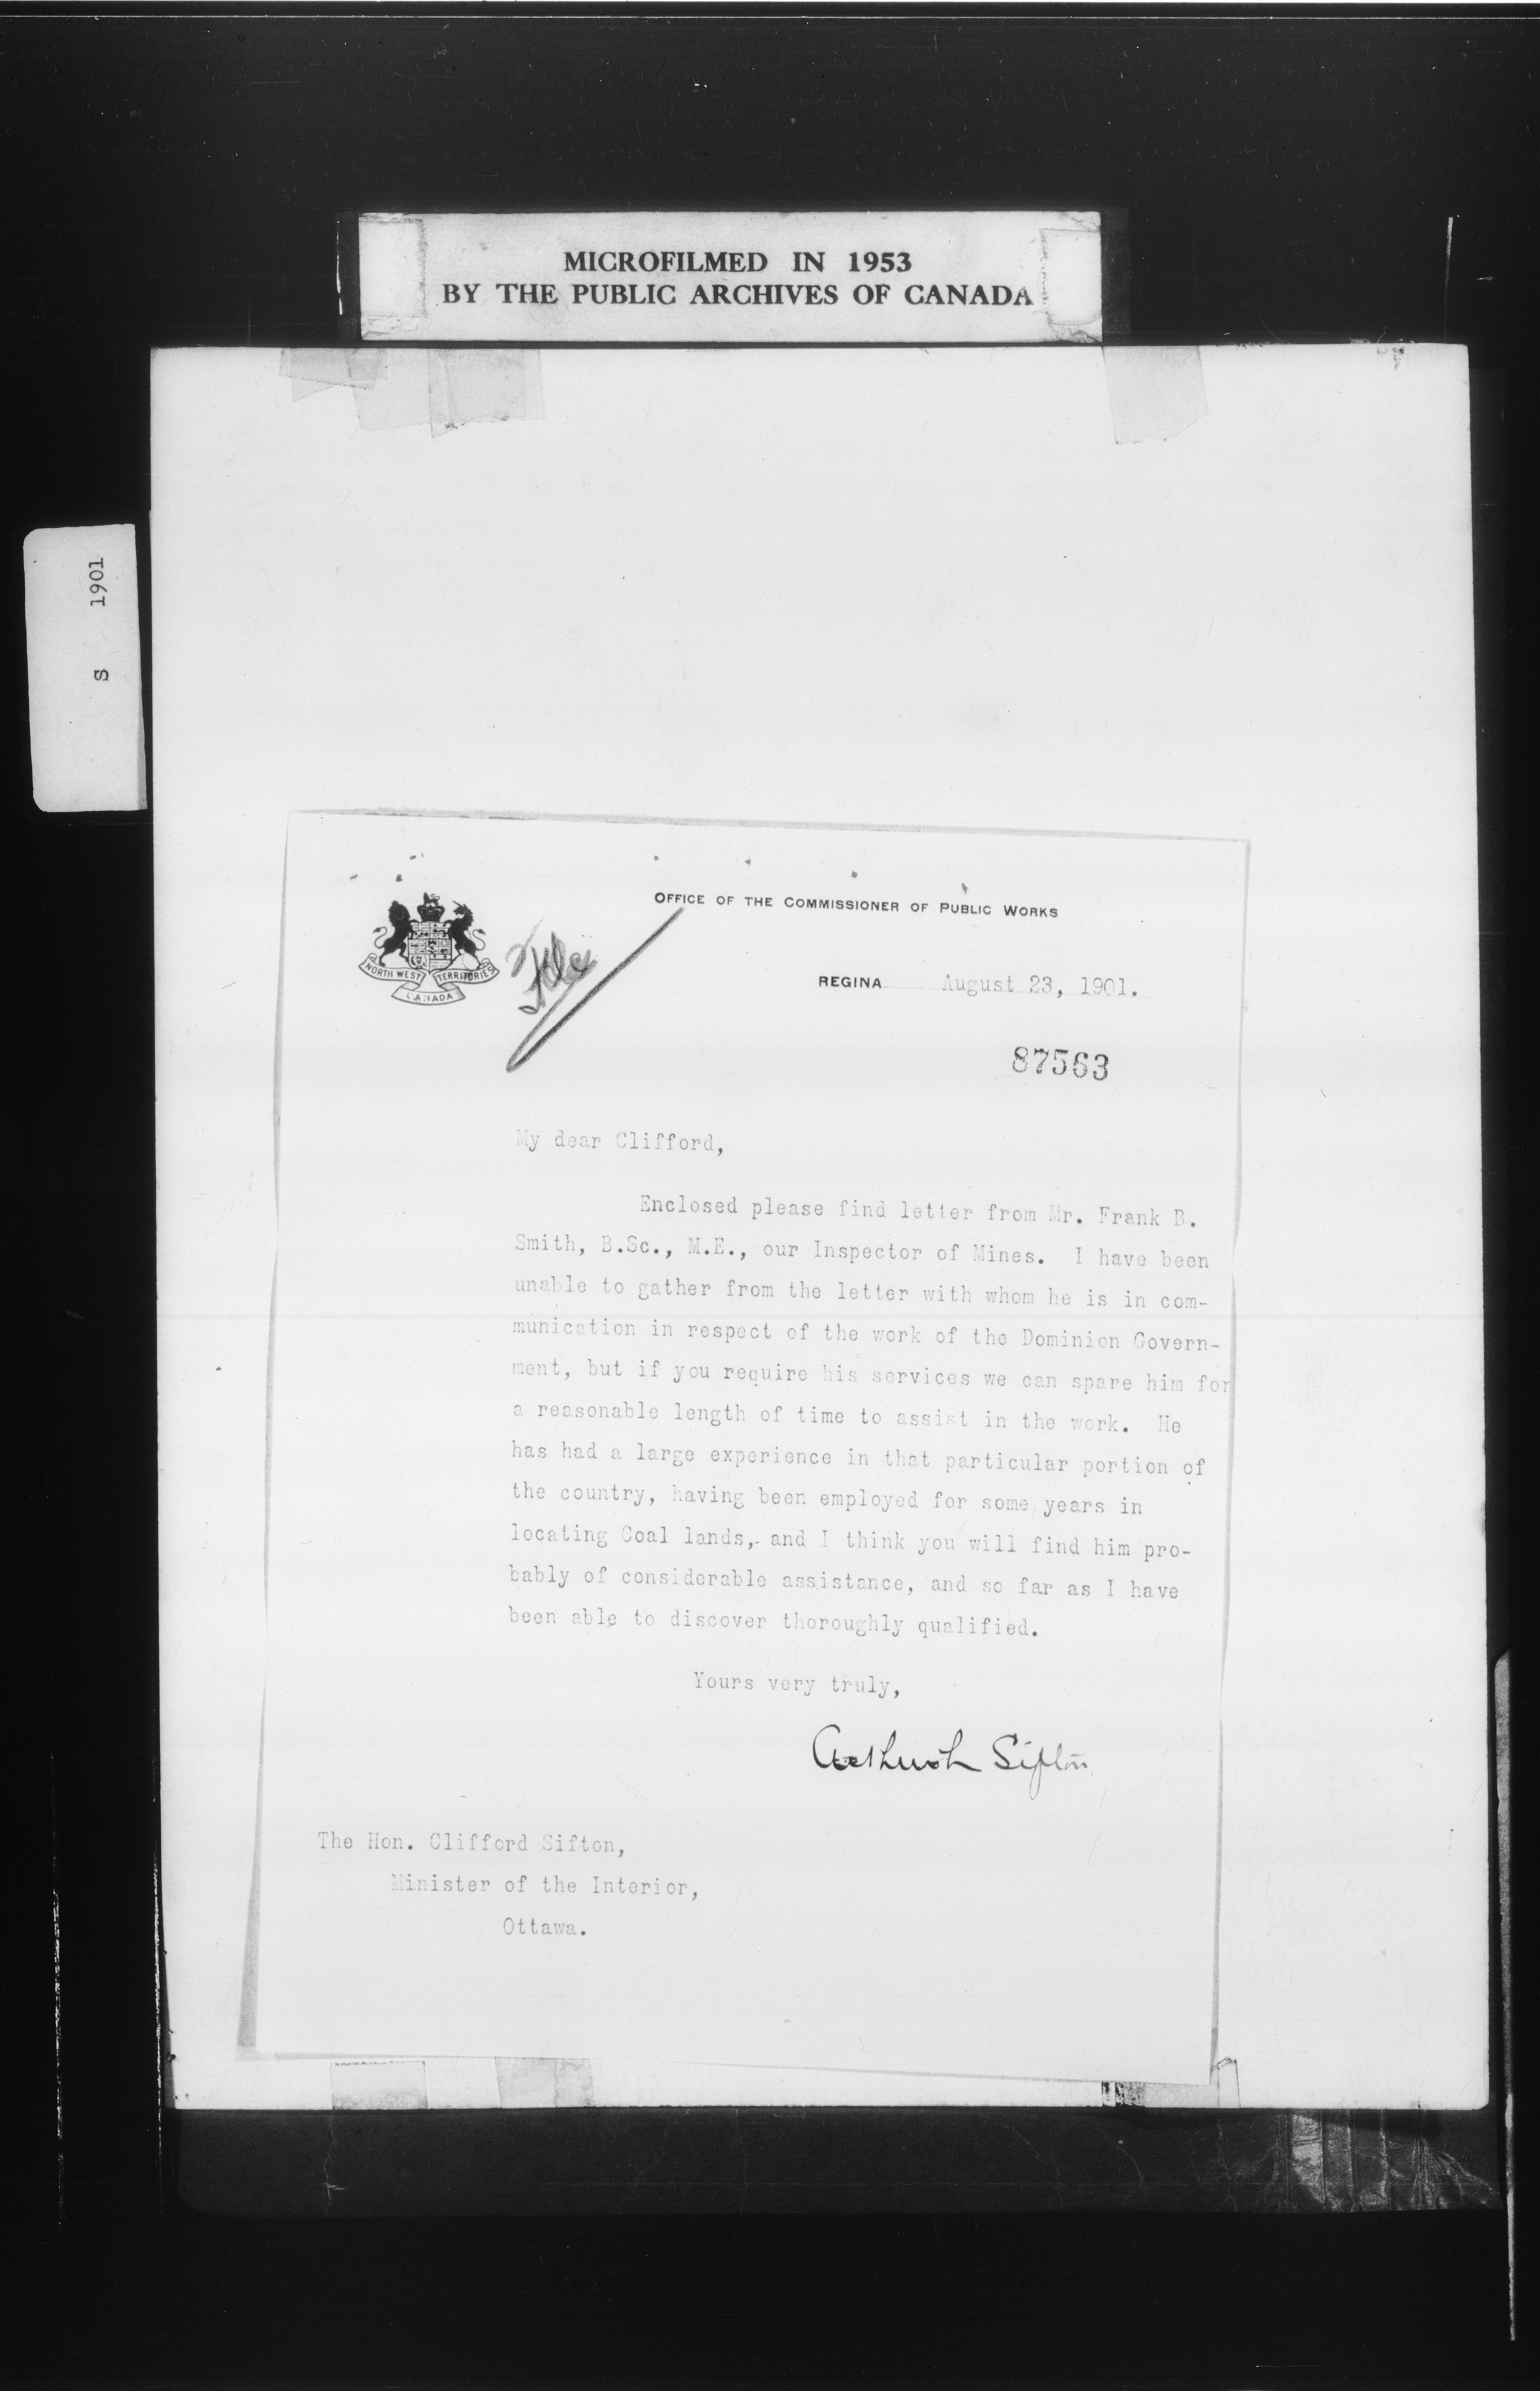 MICROFILMED IN 1953
BY THE PUBLIC ARCHIVES OF CANADA
S 1901
OFFICE OF THE COMMISSIONER OF PUBLIC WORKS
NORTH WEST TERRITORIES
CANADA
File
REGINA August 23, 1901.
87563
My dear Clifford,
Enclosed please find letter from Mr. Frank B.
Smith, B.Sc., M.E., our Inspector of Mines. I have been
unable to gather from the letter with whom he is in com-
munication in respect of the work of the Dominion Govern-
ment, but if you require his services we can spare him for
a reasonable length of time to assist in the work. He
has had a large experience in that particular portion of
the country, having been employed for some years in
locating Coal lands, and I think you will find him pro-
bably of considerable assistance, and so far as I have
been able to discover thoroughly qualified.
Yours very truly,
Sifton
The Hon. Clifford Sifton,
Minister of the Interior,
Ottawa.